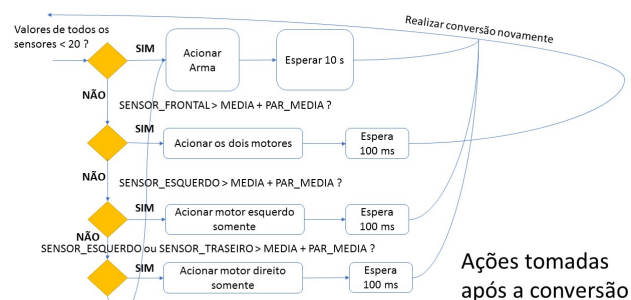 Realizar conversão novamente
Valores de todos os
sensores < 20 ?
SIM
Acionar
Arma
Esperar 10 s
NÃO
SENSOR_FRONTAL > MEDIA + PAR_MEDIA ?
SIM
Acionar os dois motores
Espera
100 ms
NÃO
SENSOR_ESQUERDO > MEDIA + PAR_MEDIA ?
SIM
Acionar motor esquerdo
somente
Espera
100 ms
NÃO
SENSOR_ESQUERDO ou SENSOR_TRASEIRO > MEDIA + PAR_MEDIA ?
SIM
Acionar motor direito
somente
Espera
100 ms
Ações tomadas
após a conversão